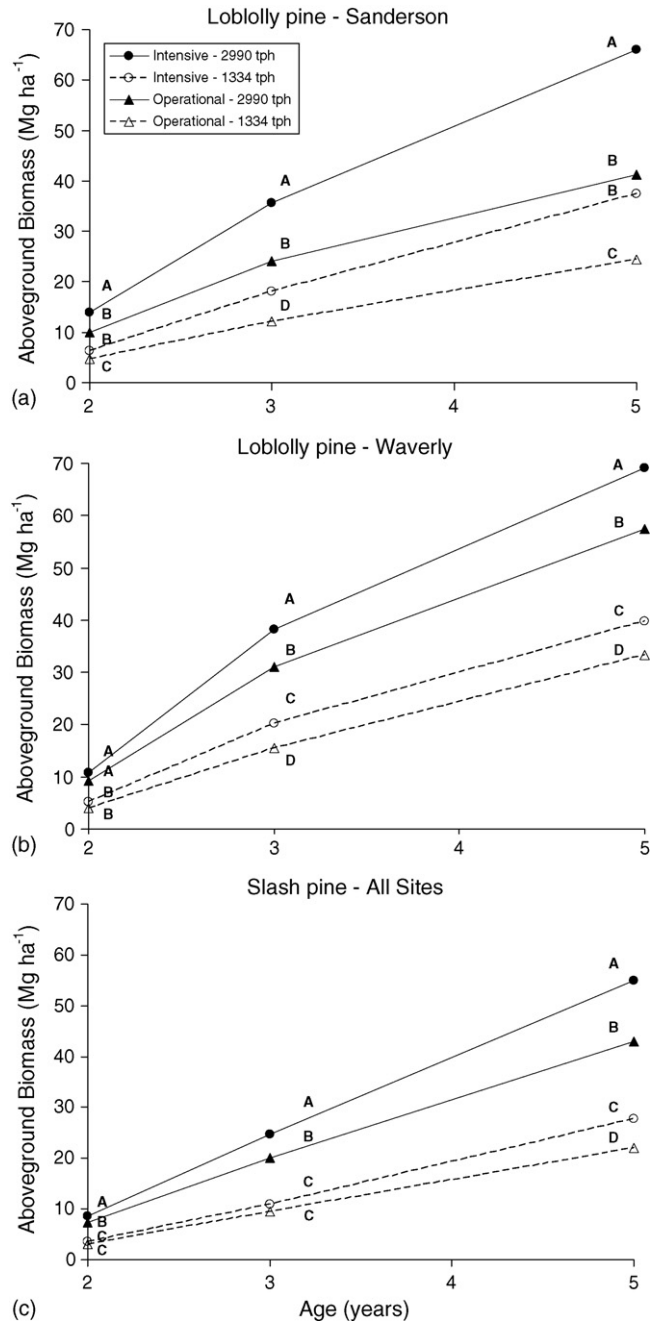 Loblolly pine - Sanderson
Aboveground Biomass (Mg ha⁻¹)
70
60
50
40
30
20
10
0
Intensive - 2990 tph
Intensive - 1334 tph
Operational - 2990 tph
Operational - 1334 tph
A
B
B
C
A
B
D
A
B
B
C
2
3
4
5
(a)
Loblolly pine - Waverly
Aboveground Biomass (Mg ha⁻¹)
70
60
50
40
30
20
10
0
A
A
B
B
A
B
C
D
A
B
C
D
2
3
4
5
(b)
Slash pine - All Sites
Aboveground Biomass (Mg ha⁻¹)
70
60
50
40
30
20
10
0
A
B
C
C
A
B
C
C
A
B
C
D
2
3
4
5
(c)
Age (years)